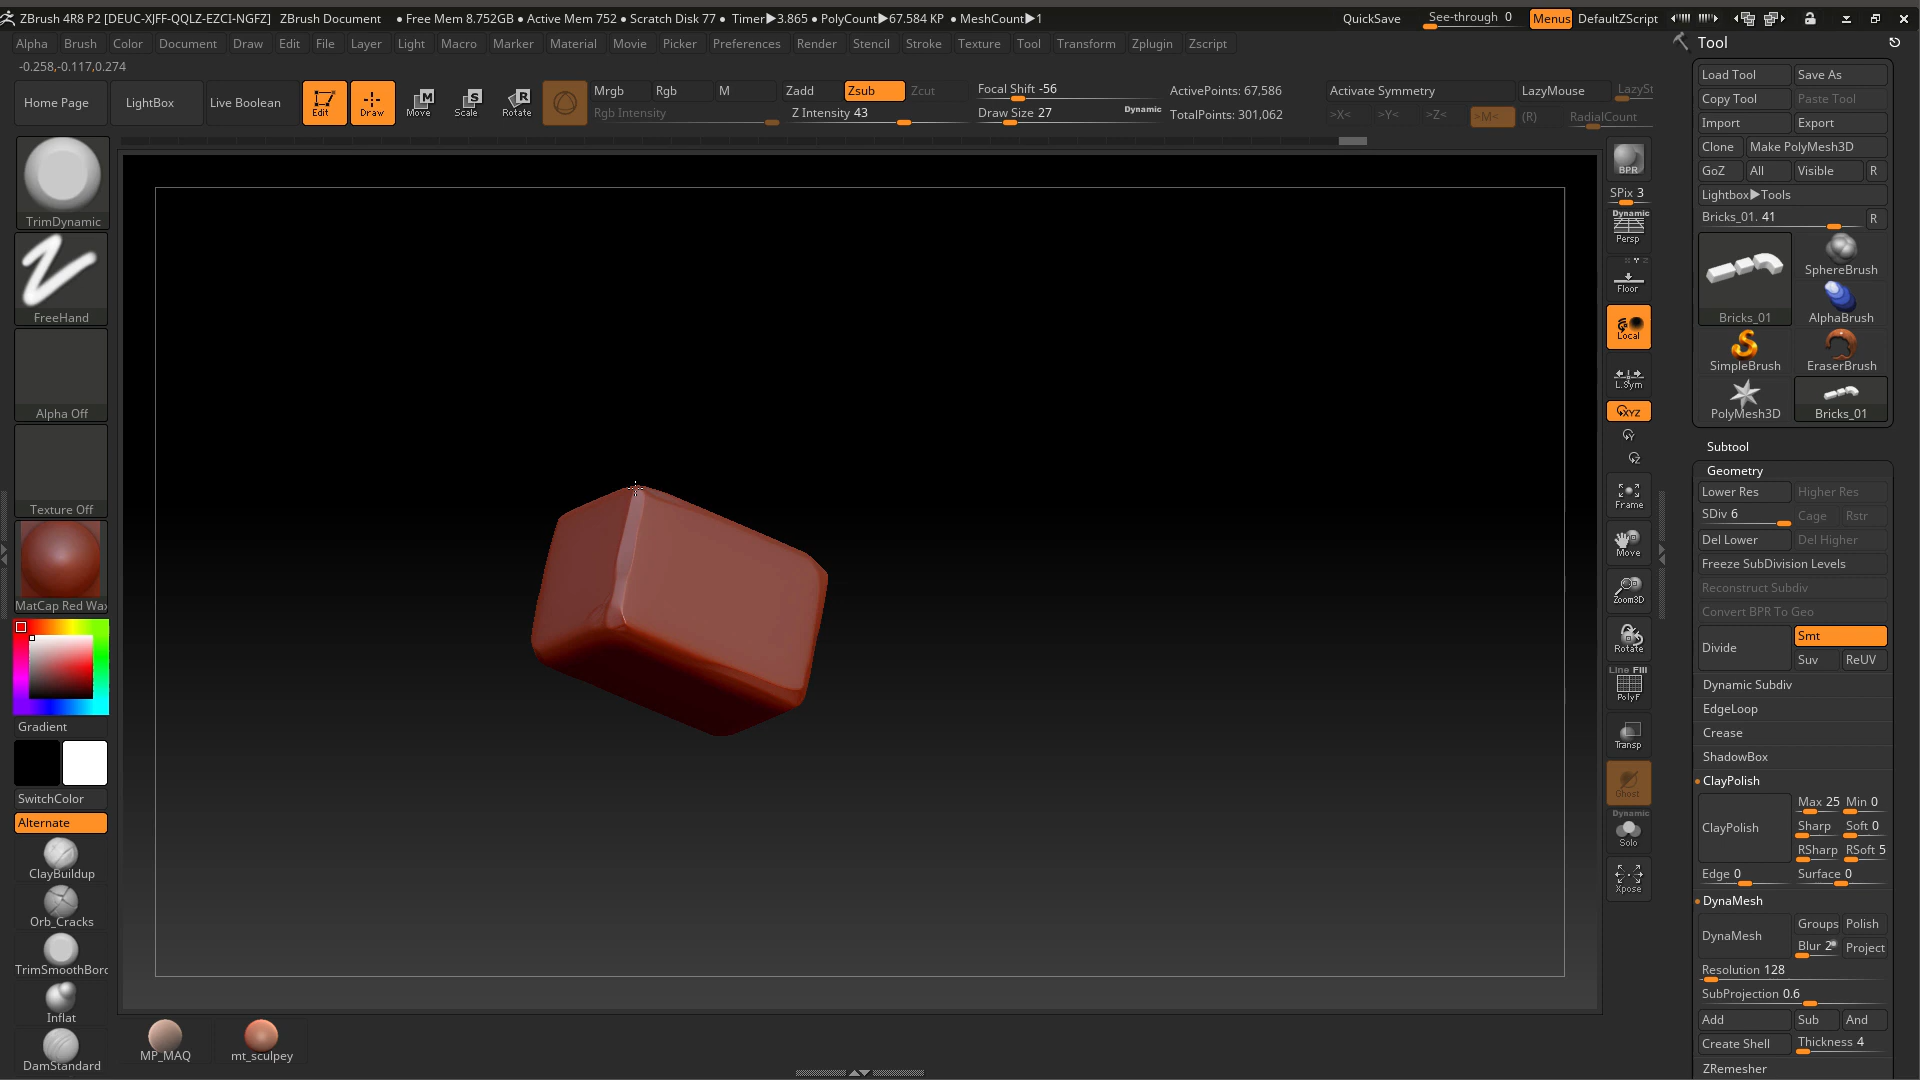 ZBrush 4R8 P2 [DEUC-XJFF-QQLZ-EZCI-NGFZ] ZBrush Document • Free Mem 8.752GB • Active Mem 752 • Scratch Disk 77 • Timer▶3.865 • PolyCount▶67.584 KP • MeshCount▶1 QuickSave See-through 0 Menus DefaultZScript
Alpha Brush Color Document Draw Edit File Layer Light Macro Marker Material Movie Picker Preferences Render Stencil Stroke Texture Tool Transform Zplugin Zscript
-0.258,-0.117,0.274
Home Page LightBox Live Boolean Edit Draw Move Scale Rotate
Mrgb Rgb M Zadd Zsub Zcut Focal Shift -56 ActivePoints: 67,586 Activate Symmetry LazyMouse LazySt
Rgb Intensity Z Intensity 43 Draw Size 27 Dynamic TotalPoints: 301,062 >X< >Y< >Z< >M< (R) RadialCount
TrimDynamic
FreeHand
Alpha Off
Texture Off
MatCap Red Wax
Gradient
SwitchColor
Alternate
ClayBuildup
Orb_Cracks
TrimSmoothBord
Inflat
DamStandard
MP_MAQ mt_sculpey
BPR
SPix 3
Dynamic
Persp
X Y Z
Floor
Local
L.Sym
XYZ
Y
Z
Frame
Move
Zoom3D
Rotate
Line Fill
PolyF
Transp
Ghost
Dynamic
Solo
Xpose
Tool
Load Tool Save As
Copy Tool Paste Tool
Import Export
Clone Make PolyMesh3D
GoZ All Visible R
Lightbox▶Tools
Bricks_01. 41 R
Bricks_01 SphereBrush
AlphaBrush
SimpleBrush EraserBrush
PolyMesh3D Bricks_01
Subtool
Geometry
Lower Res Higher Res
SDiv 6 Cage Rstr
Del Lower Del Higher
Freeze SubDivision Levels
Reconstruct Subdiv
Convert BPR To Geo
Divide Smt
Suv ReUV
Dynamic Subdiv
EdgeLoop
Crease
ShadowBox
ClayPolish
ClayPolish Max 25 Min 0
Sharp Soft 0
RSharp RSoft 5
Edge 0 Surface 0
DynaMesh
DynaMesh Groups Polish
Blur 2 Project
Resolution 128
SubProjection 0.6
Add Sub And
Create Shell Thickness 4
ZRemesher